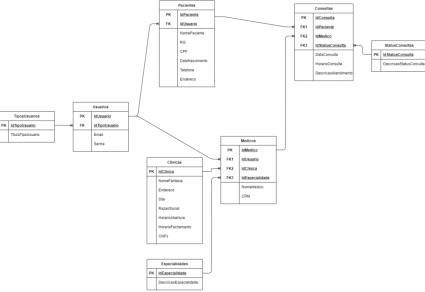 Pacientes
PK IdPaciente
FK IdUsuario
NomePaciente
RG
CPF
DataNascimento
Telefone
Endereco
Consultas
PK IdConsulta
FK1 IdPaciente
FK2 IdMedico
FK3 IdStatusConsulta
DataConsulta
HorarioConsulta
DescricaoAtendimento
StatusConsultas
PK IdStatusConsulta
DescricaoStatusConsulta
TiposUsuarios
PK IdTipoUsuario
TituloTipoUsuario
Usuarios
PK IdUsuario
FK IdTipoUsuario
Email
Senha
Medicos
PK IdMedico
FK1 IdUsuario
FK2 IdClinica
FK3 IdEspecialidade
NomeMedico
CRM
Clinicas
PK IdClinica
NomeFantasia
Endereco
Site
RazaoSocial
HorarioAbertura
HorarioFechamento
CNPJ
Especialidades
PK IdEspecialidade
DescricaoEspecialidade